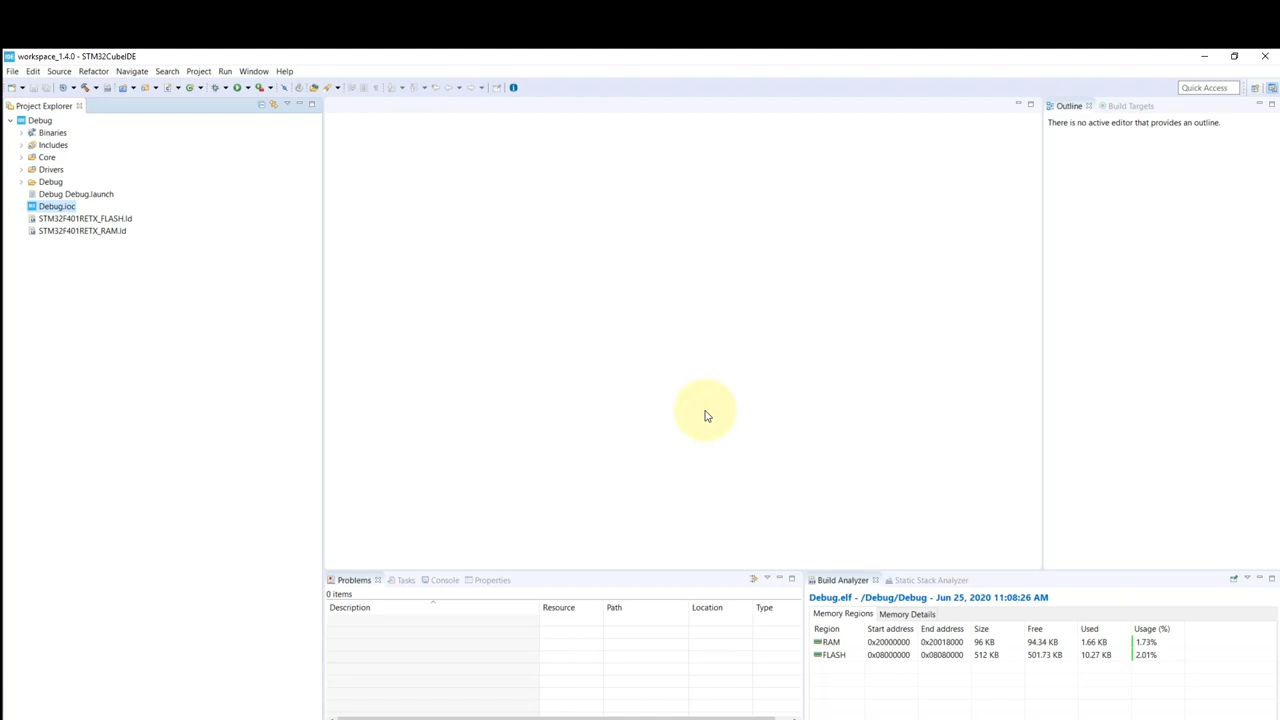 IDE workspace_1.4.0 - STM32CubeIDE
File Edit Source Refactor Navigate Search Project Run Window Help
Quick Access
Project Explorer
Debug
Binaries
Includes
Core
Drivers
Debug
Debug Debug.launch
Debug.ioc
STM32F401RETX_FLASH.ld
STM32F401RETX_RAM.ld
Outline Build Targets
There is no active editor that provides an outline.
Problems Tasks Console Properties
0 items
Description Resource Path Location Type
Build Analyzer Static Stack Analyzer
Debug.elf - /Debug/Debug - Jun 25, 2020 11:08:26 AM
Memory Regions Memory Details
Region Start address End address Size Free Used Usage (%)
RAM 0x20000000 0x20018000 96 KB 94.34 KB 1.66 KB 1.73%
FLASH 0x08000000 0x08080000 512 KB 501.73 KB 10.27 KB 2.01%